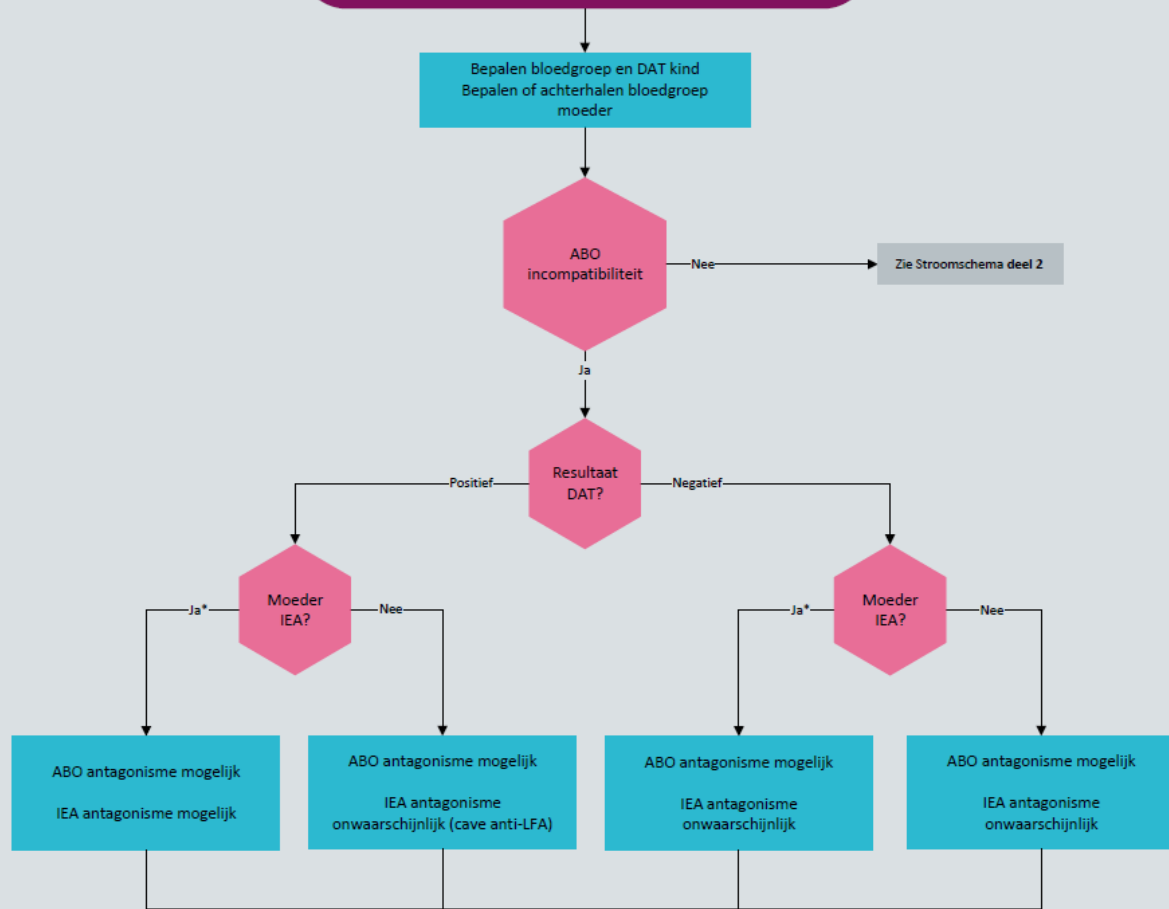 Bepalen bloedgroep en DAT kind
Bepalen of achterhalen bloedgroep
moeder
ABO
incompatibiliteit
Nee
Zie Stroomschema deel 2
Ja
Resultaat
DAT?
Positief
Negatief
Moeder
IEA?
Ja*
Nee
Moeder
IEA?
Ja*
Nee
ABO antagonisme mogelijk
IEA antagonisme mogelijk
ABO antagonisme mogelijk
IEA antagonisme
onwaarschijnlijk (cave anti-LFA)
ABO antagonisme mogelijk
IEA antagonisme
onwaarschijnlijk
ABO antagonisme mogelijk
IEA antagonisme
onwaarschijnlijk